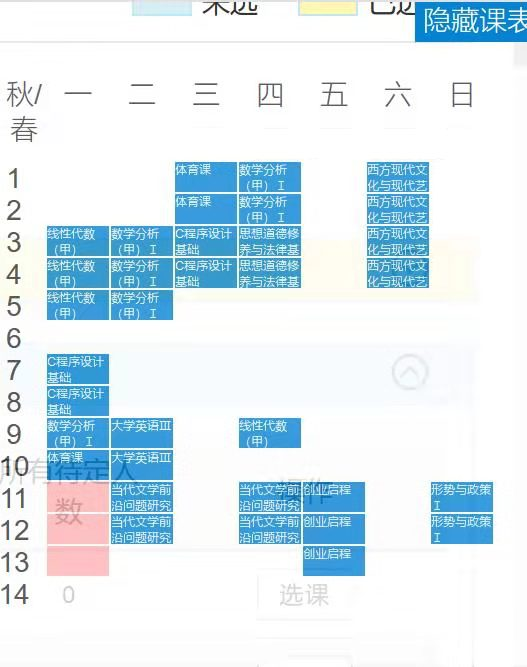 未选
已选
隐藏课表
秋/春 一 二 三 四 五 六 日
1 体育课 数学分析（甲）Ⅰ 西方现代文化与现代艺
2 体育课 数学分析（甲）Ⅰ 西方现代文化与现代艺
3 线性代数（甲） 数学分析（甲）Ⅰ C程序设计基础 思想道德修养与法律基 西方现代文化与现代艺
4 线性代数（甲） 数学分析（甲）Ⅰ C程序设计基础 思想道德修养与法律基 西方现代文化与现代艺
5 线性代数（甲） 数学分析（甲）Ⅰ
6
7 C程序设计基础
8 C程序设计基础
9 数学分析（甲）Ⅰ 大学英语Ⅲ 线性代数（甲）
10 体育课 大学英语Ⅲ
所有待定人数
操作
11 当代文学前沿问题研究 当代文学前沿问题研究 创业启程 形势与政策Ⅰ
12 当代文学前沿问题研究 当代文学前沿问题研究 创业启程 形势与政策Ⅰ
13 创业启程
14 0 选课